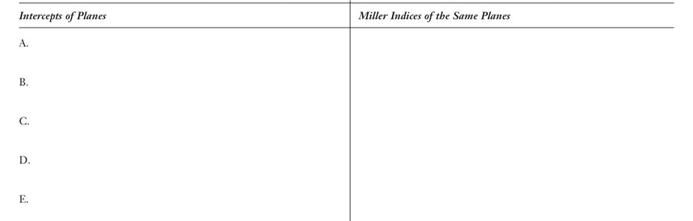 Intercepts of Planes Miller Indices of the Same Planes
A.
B.
C.
D.
E.